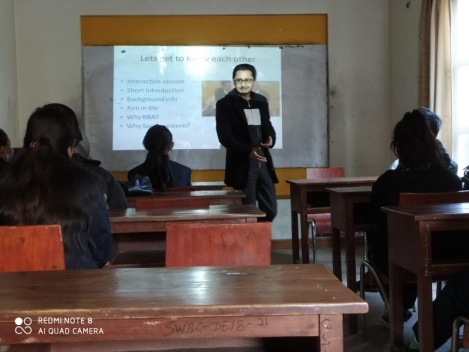 Lets get to know each other
• Interactive session
• Short introduction
• Background info
• Aim in life
• Why BBA?
REDMI NOTE 8
AI QUAD CAMERA